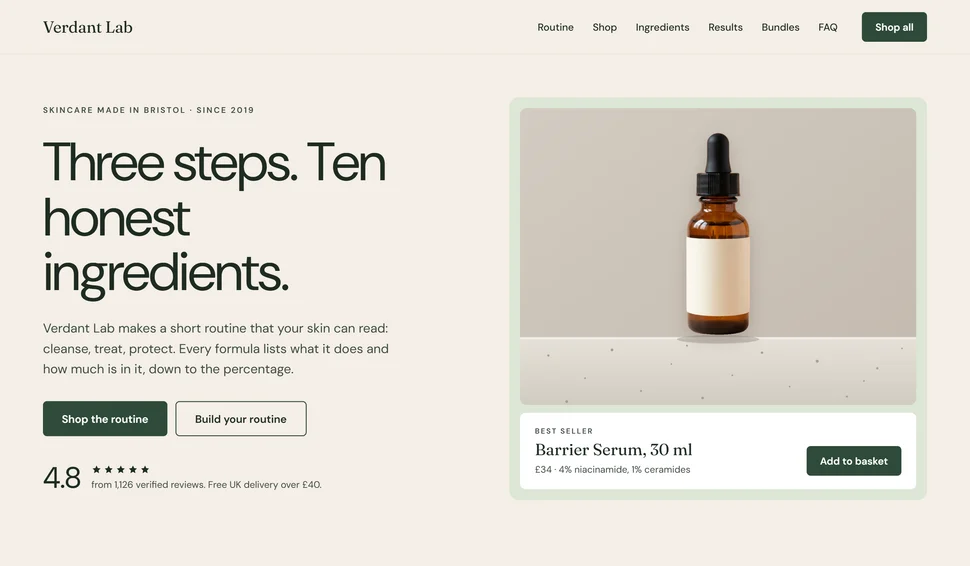 Verdant Lab
Routine
Shop
Ingredients
Results
Bundles
FAQ
Shop all
SKINCARE MADE IN BRISTOL · SINCE 2019
Three steps. Ten
honest
ingredients.
Verdant Lab makes a short routine that your skin can read:
cleanse, treat, protect. Every formula lists what it does and
how much is in it, down to the percentage.
Shop the routine
Build your routine
4.8
from 1,126 verified reviews. Free UK delivery over £40.
BEST SELLER
Barrier Serum, 30 ml
£34 · 4% niacinamide, 1% ceramides
Add to basket